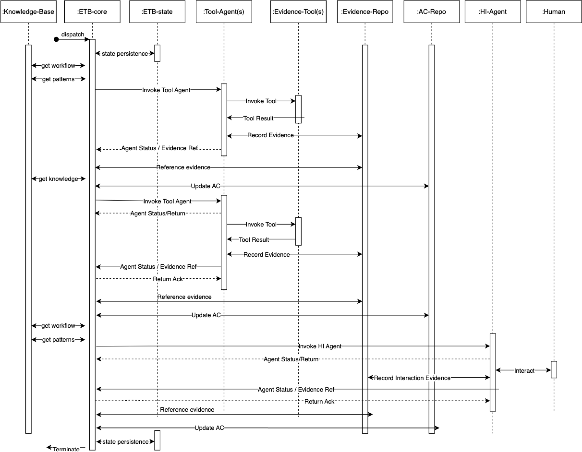 :Knowledge-Base :ETB-core :ETB-state :Tool-Agent(s) :Evidence-Tool(s) :Evidence-Repo :AC-Repo :HI-Agent :Human
dispatch
state persistence
get workflow
get patterns
Invoke Tool Agent
Invoke Tool
Tool Result
Record Evidence
Agent Status / Evidence Ref
Reference evidence
get knowledge
Update AC
Invoke Tool Agent
Agent Status/Return
Invoke Tool
Tool Result
Record Evidence
Agent Status / Evidence Ref
Return Ack
Reference evidence
Update AC
get workflow
get patterns
Invoke HI Agent
Agent Status/Return
Interact
Record Interaction Evidence
Agent Status / Evidence Ref
Return Ack
Reference evidence
Update AC
state persistence
Terminate